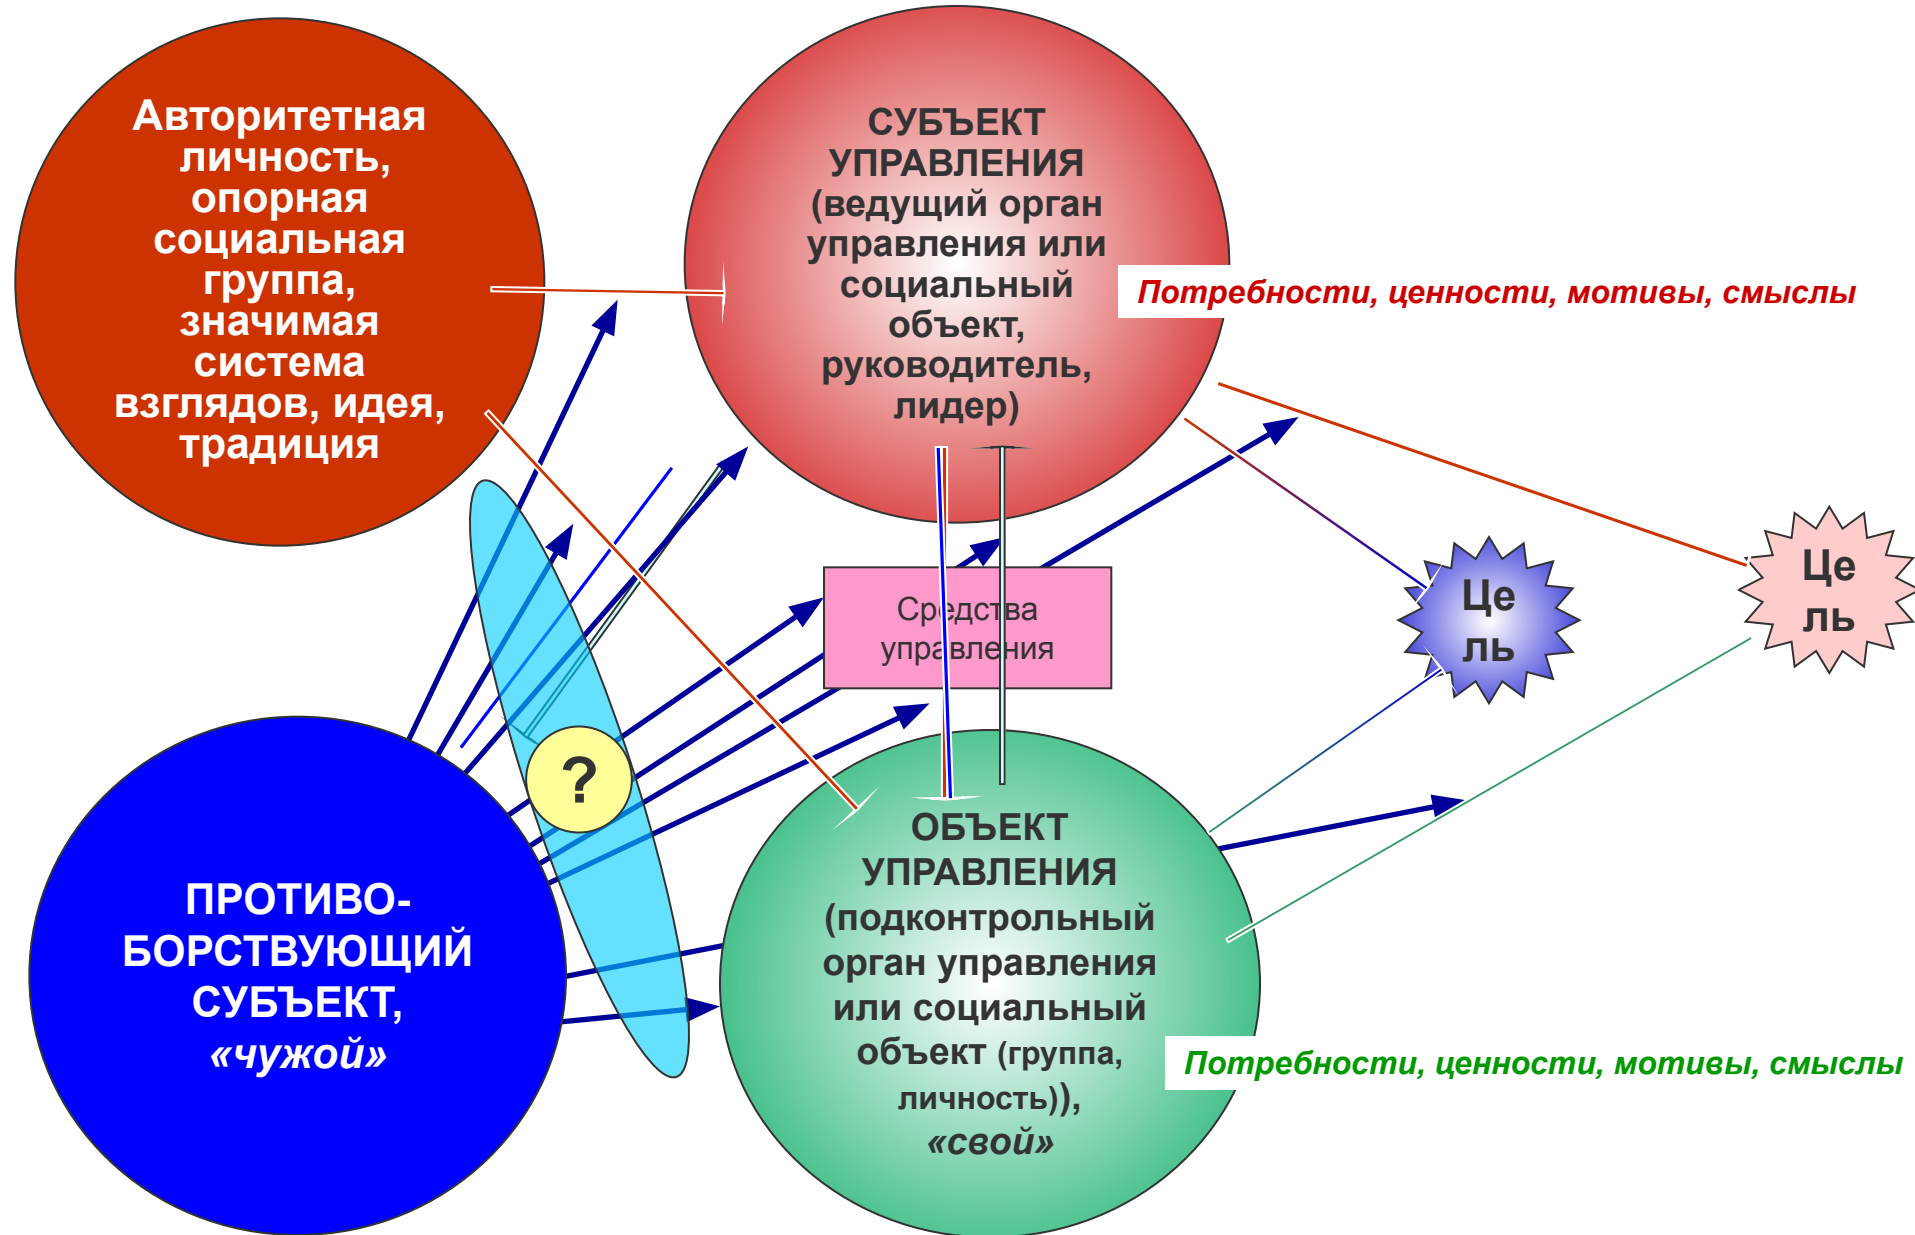 Авторитетная
личность,
опорная
социальная
группа,
значимая
система
взглядов, идея,
традиция
СУБЪЕКТ
УПРАВЛЕНИЯ
(ведущий орган
управления или
социальный
объект,
руководитель,
лидер)
Потребности, ценности, мотивы, смыслы
Це
ль
Це
ль
Средства
управления
?
ПРОТИВО-
БОРСТВУЮЩИЙ
СУБЪЕКТ,
«чужой»
ОБЪЕКТ
УПРАВЛЕНИЯ
(подконтрольный
орган управления
или социальный
объект (группа,
личность)),
«свой»
Потребности, ценности, мотивы, смыслы